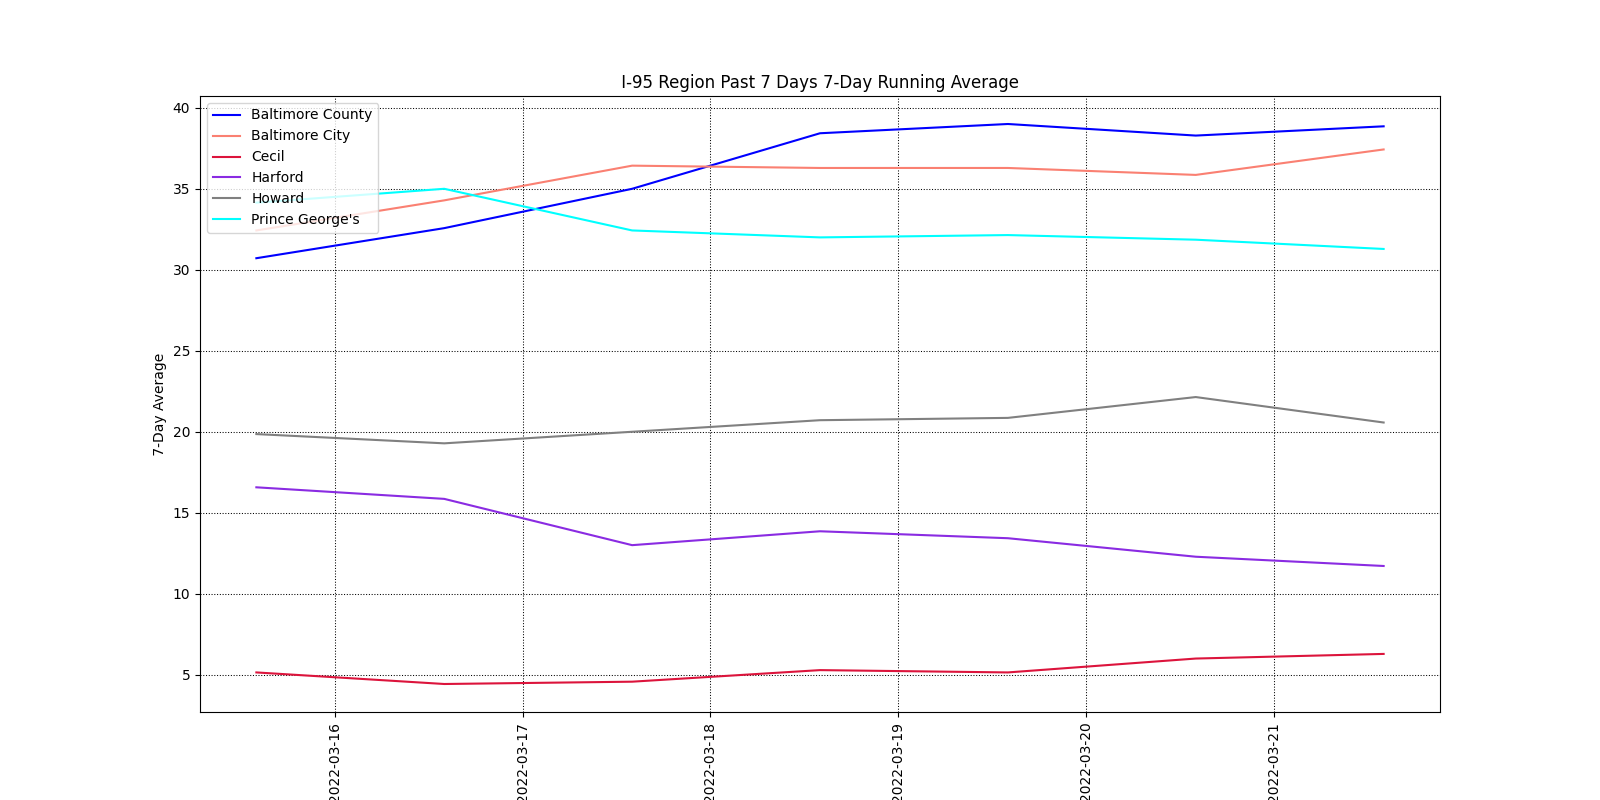 I-95 Region Past 7 Days 7-Day Running Average
Baltimore County
Baltimore City
Cecil
Harford
Howard
Prince George's
7-Day Average
40
35
30
25
20
15
10
5
2022-03-16
2022-03-17
2022-03-18
2022-03-19
2022-03-20
2022-03-21